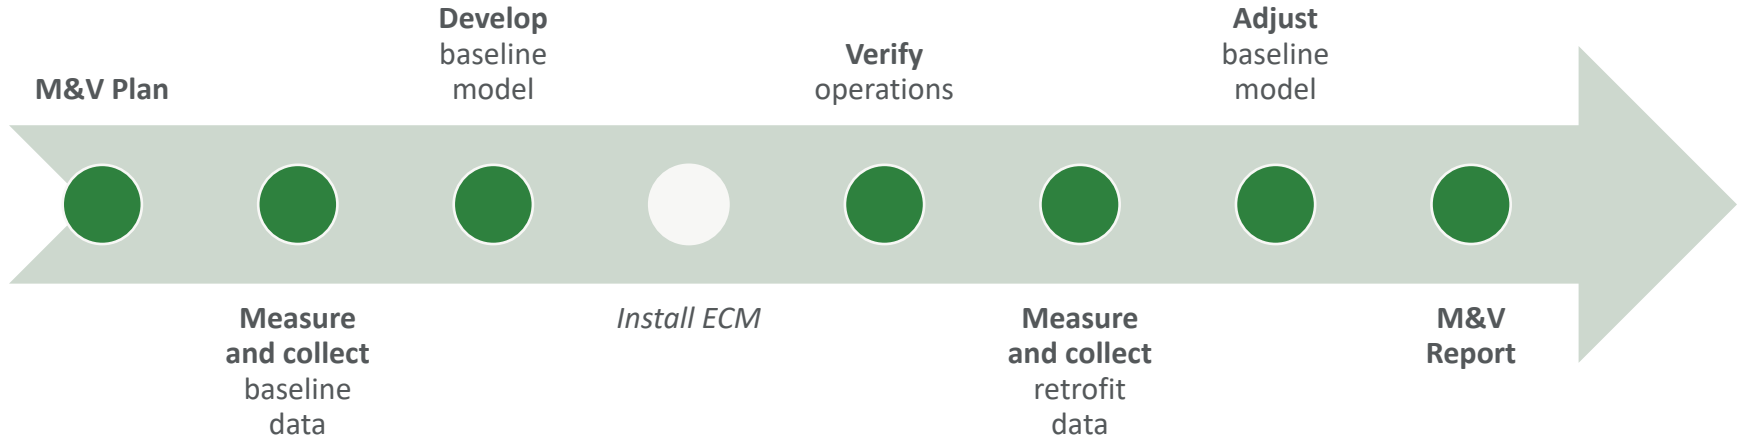 M&V Plan
Measure
and collect
baseline
data
Develop
baseline
model
Install ECM
Verify
operations
Measure
and collect
retrofit
data
Adjust
baseline
model
M&V
Report